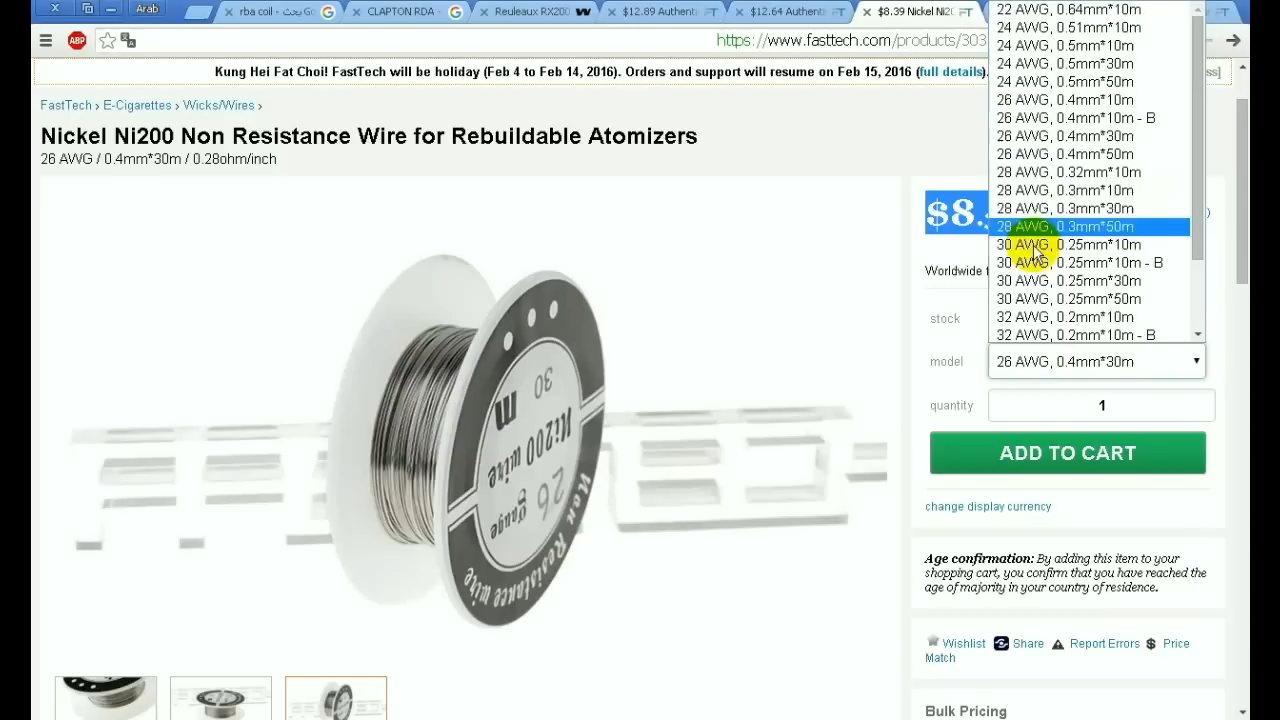 Arab
rba coil - بحث Go
CLAPTON RDA -
Reuleaux RX200
$12.89 Authenti
$12.64 Authenti
$8.39 Nickel Ni20
https://www.fasttech.com/products/303
Kung Hei Fat Choi! FastTech will be holiday (Feb 4 to Feb 14, 2016). Orders and support will resume on Feb 15, 2016 (full details).
FastTech › E-Cigarettes › Wicks/Wires ›
Nickel Ni200 Non Resistance Wire for Rebuildable Atomizers
26 AWG / 0.4mm*30m / 0.28ohm/inch
22 AWG, 0.64mm*10m
24 AWG, 0.51mm*10m
24 AWG, 0.5mm*10m
24 AWG, 0.5mm*30m
24 AWG, 0.5mm*50m
26 AWG, 0.4mm*10m
26 AWG, 0.4mm*10m - B
26 AWG, 0.4mm*30m
26 AWG, 0.4mm*50m
28 AWG, 0.32mm*10m
28 AWG, 0.3mm*10m
28 AWG, 0.3mm*30m
28 AWG, 0.3mm*50m
30 AWG, 0.25mm*10m
30 AWG, 0.25mm*10m - B
30 AWG, 0.25mm*30m
30 AWG, 0.25mm*50m
32 AWG, 0.2mm*10m
32 AWG, 0.2mm*10m - B
$8.
Worldwide
stock
model 26 AWG, 0.4mm*30m
quantity 1
ADD TO CART
change display currency
Age confirmation: By adding this item to your
shopping cart, you confirm that you have reached the
age of majority in your country of residence.
Wishlist Share Report Errors Price
Match
Bulk Pricing
30
Ni200 wire
26
Gauge
Non Resistance wire
ABP